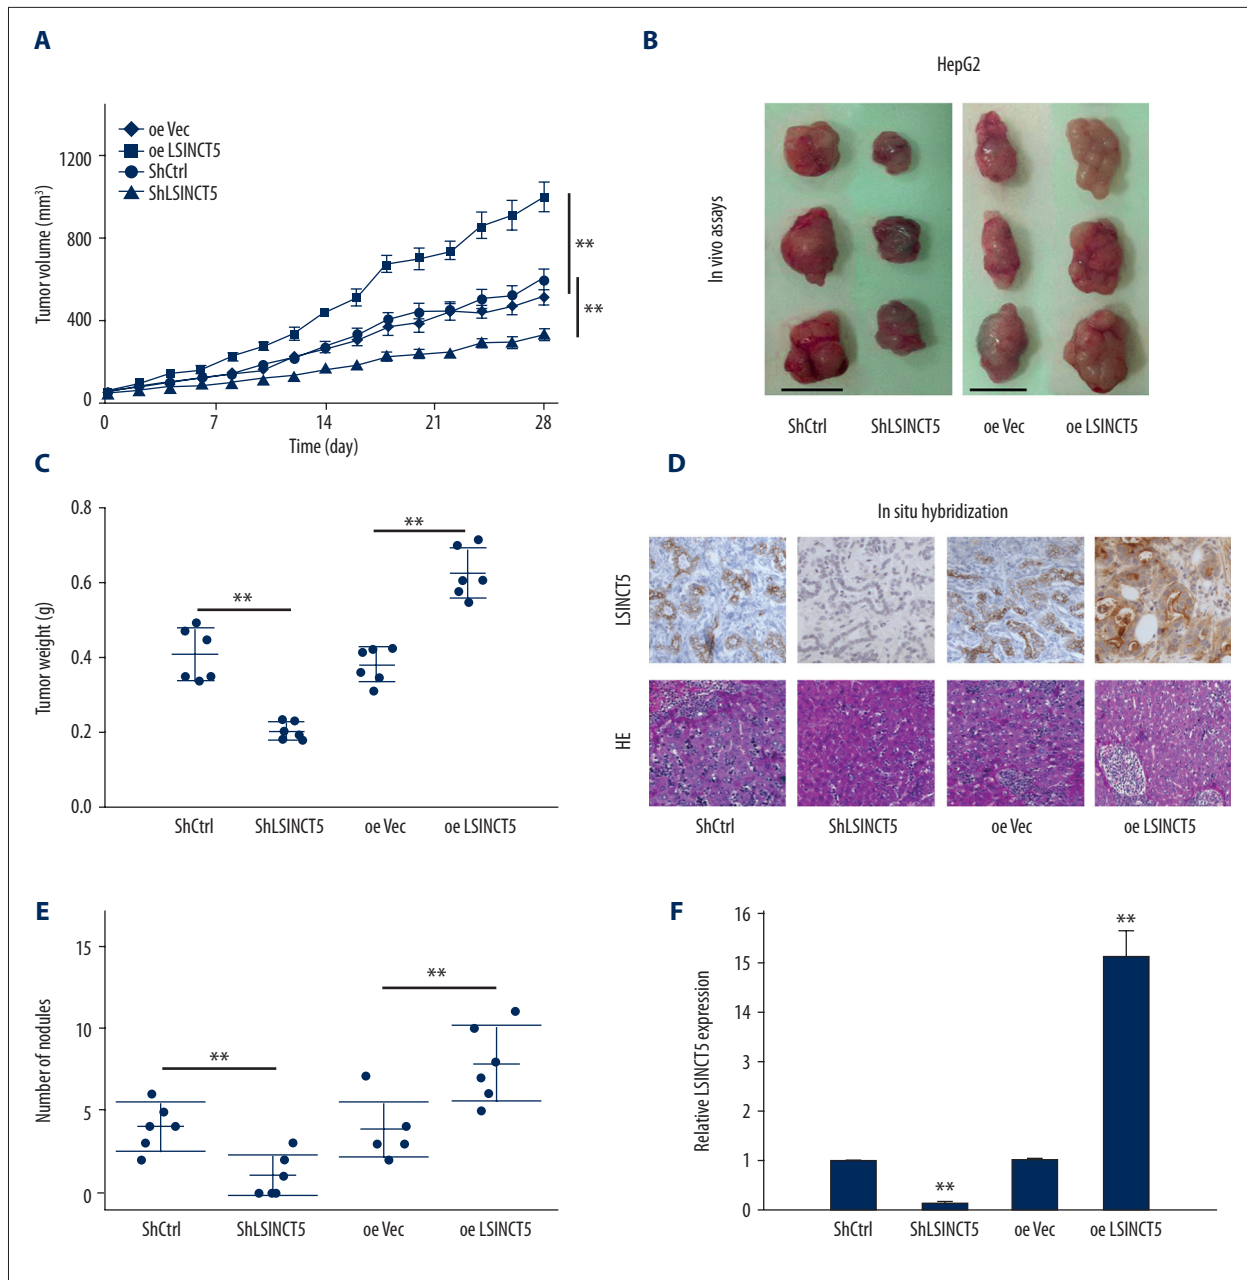 A
oe Vec
oe LSINCT5
ShCtrl
ShLSINCT5
Tumor volume (mm³)
1200
800
400
0
0 7 14 21 28
Time (day)
**
**
B
HepG2
In vivo assays
ShCtrl ShLSINCT5 oe Vec oe LSINCT5
C
Tumor weight (g)
0.8
0.6
0.4
0.2
0.0
**
**
ShCtrl ShLSINCT5 oe Vec oe LSINCT5
D
In situ hybridization
LSINCT5
HE
ShCtrl ShLSINCT5 oe Vec oe LSINCT5
E
Number of nodules
15
10
5
0
**
**
ShCtrl ShLSINCT5 oe Vec oe LSINCT5
F
Relative LSINCT5 expression
16
15
14
3
2
1
0
**
**
ShCtrl ShLSINCT5 oe Vec oe LSINCT5